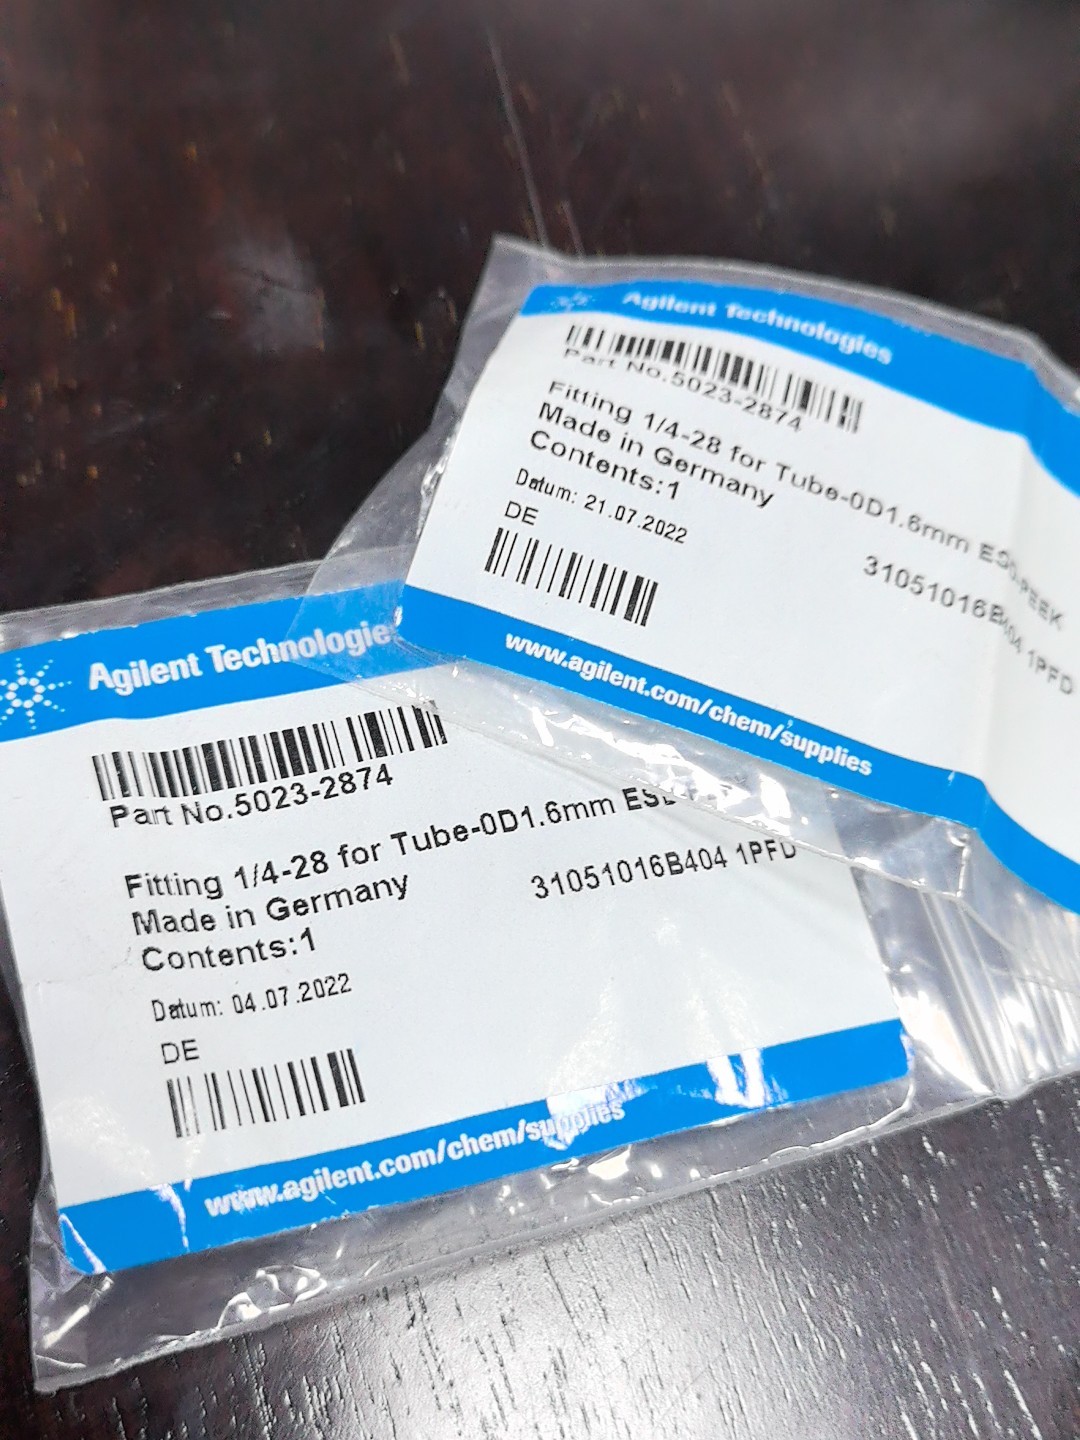 Agilent Technologies
Part No.5023-2874
Fitting 1/4-28 for Tube-0D1.6mm ESD,PEEK
Made in Germany
Contents:1
31051016B404 1PFD
Datum: 21.07.2022
DE
www.agilent.com/chem/supplies
Agilent Technologie
Part No.5023-2874
Fitting 1/4-28 for Tube-0D1.6mm
Made in Germany
Contents:1
31051016B404 1PFD
Datum: 04.07.2022
DE
www.agilent.com/chem/supplies